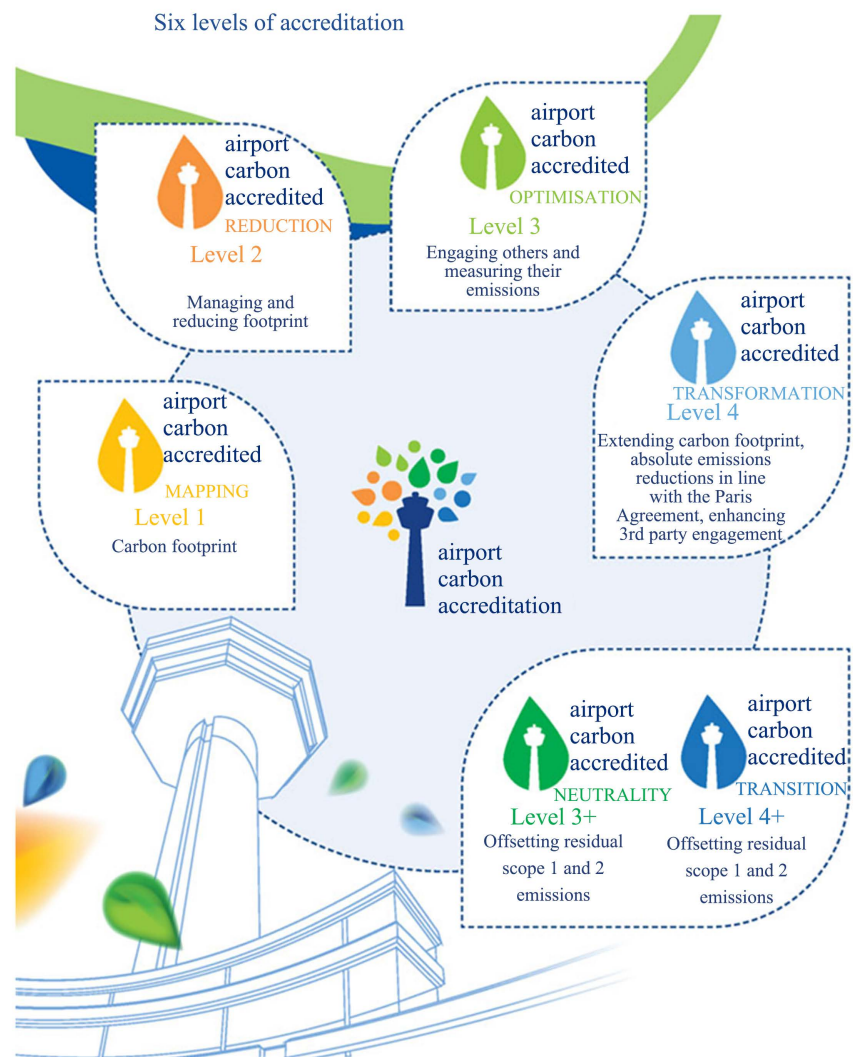 Six levels of accreditation
airport
carbon
accredited
REDUCTION
Level 2
Managing and
reducing footprint
airport
carbon
accredited
OPTIMISATION
Level 3
Engaging others and
measuring their
emissions
airport
carbon
accredited
TRANSFORMATION
Level 4
Extending carbon footprint,
absolute emissions
reductions in line
with the Paris
Agreement, enhancing
3rd party engagement
airport
carbon
accredited
MAPPING
Level 1
Carbon footprint
airport
carbon
accreditation
airport
carbon
accredited
NEUTRALITY
Level 3+
Offsetting residual
scope 1 and 2
emissions
airport
carbon
accredited
TRANSITION
Level 4+
Offsetting residual
scope 1 and 2
emissions